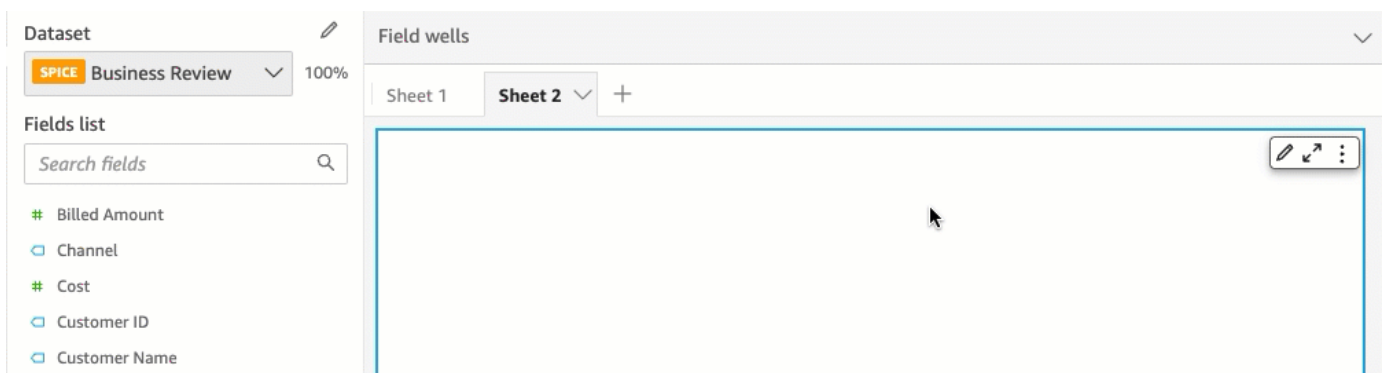 Dataset
SPICE Business Review 100%
Fields list
Search fields
# Billed Amount
Channel
# Cost
Customer ID
Customer Name
Field wells
Sheet 1 Sheet 2 +